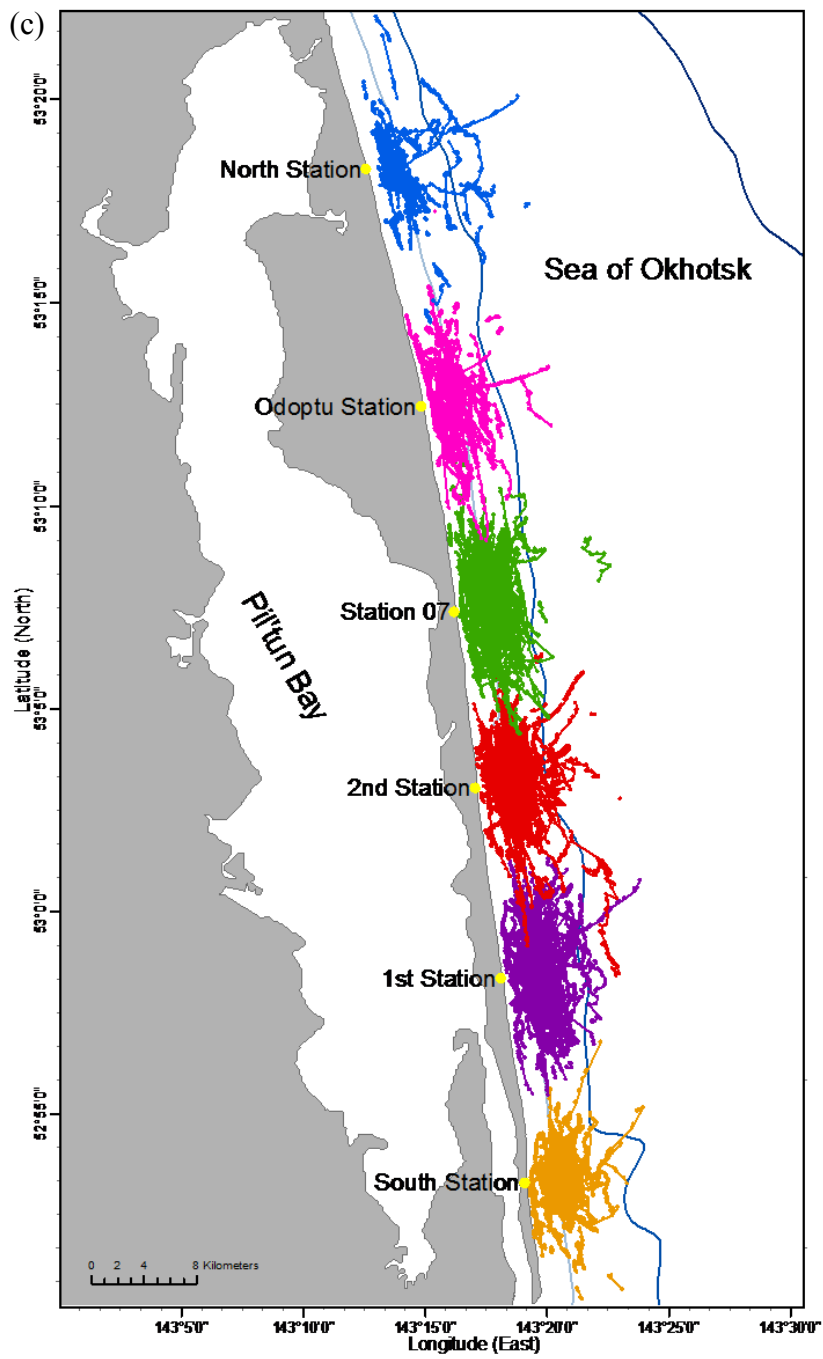 (c)
53°20'0"
North Station
Sea of Okhotsk
53°15'0"
Odoptu Station
53°10'0"
Station 07
Latitude (North)
Pil'tun Bay
53°5'0"
2nd Station
53°0'0"
1st Station
52°55'0"
South Station
0 2 4 8 Kilometers
143°5'0" 143°10'0" 143°15'0" 143°20'0" 143°25'0" 143°30'0"
Longitude (East)